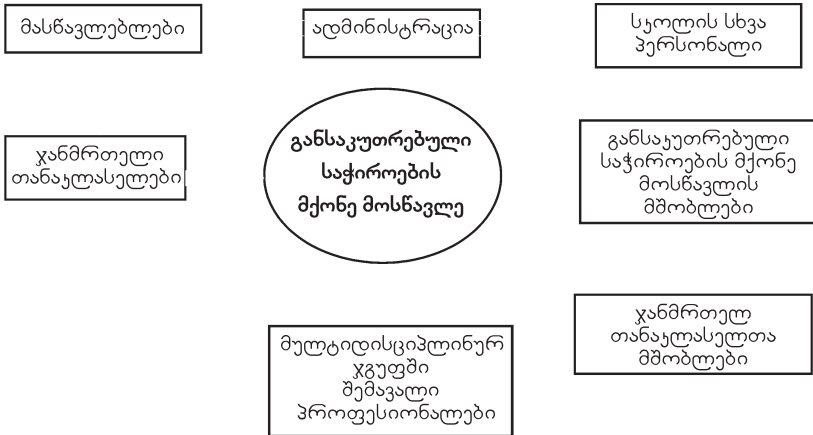 მასწავლებლები
ადმინისტრაცია
სკოლის სხვა
პერსონალი
ჯანმრთელი
თანაკლასელები
განსაკუთრებული
საჭიროების
მქონე მოსწავლე
განსაკუთრებული
საჭიროების მქონე
მოსწავლის
მშობლები
მულტიდისციპლინურ
ჯგუფში
შემავალი
პროფესიონალები
ჯანმრთელ
თანაკლასელთა
მშობლები